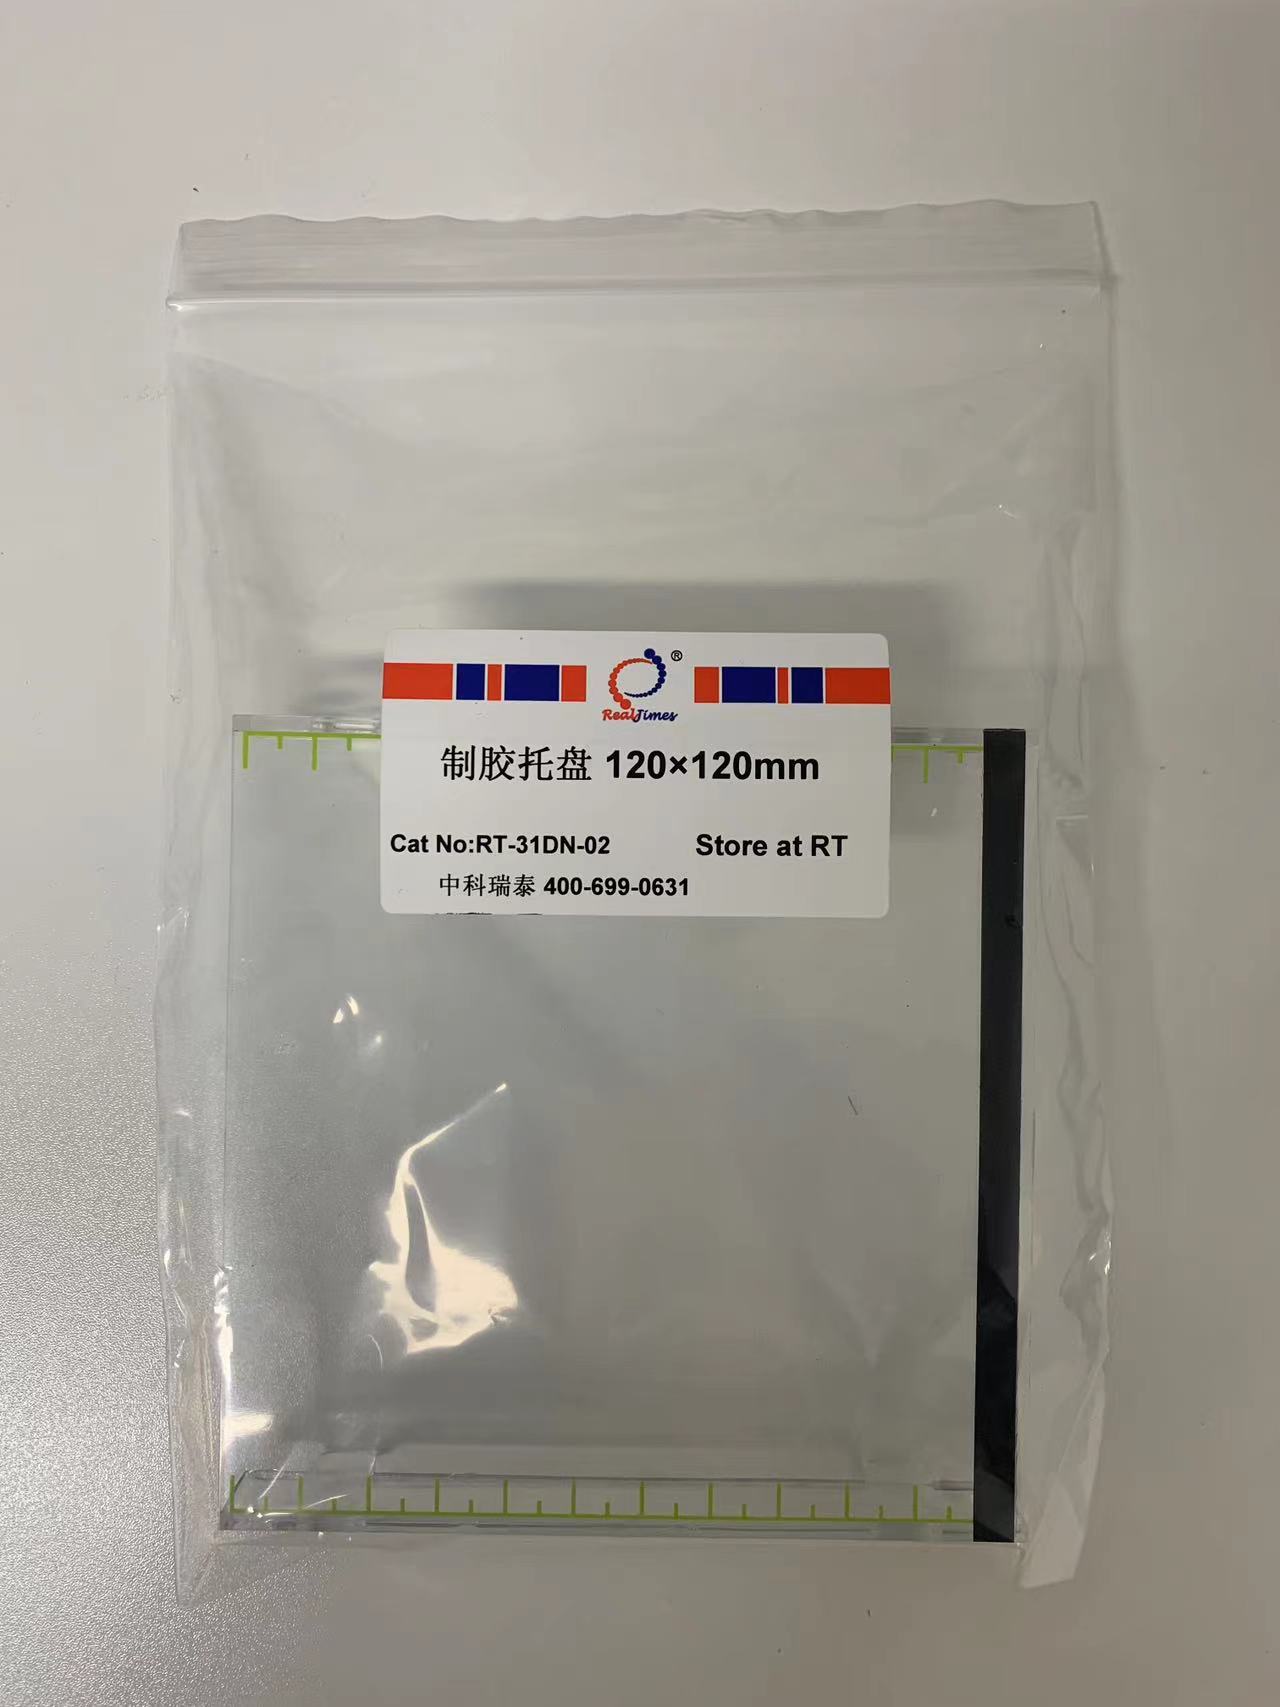 ®
RealTimes
制胶托盘 120×120mm
Cat No:RT-31DN-02 Store at RT
中科瑞泰 400-699-0631